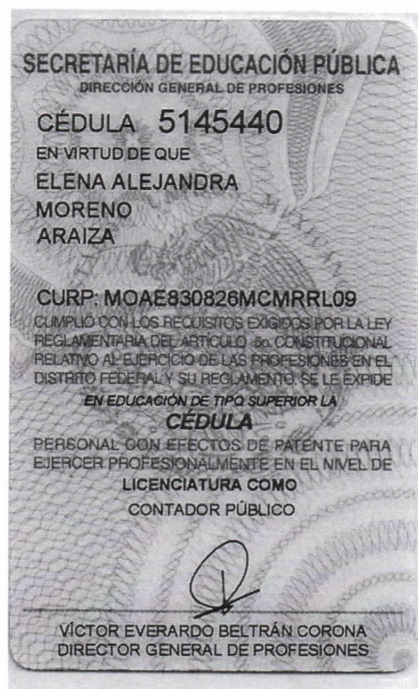 SECRETARÍA DE EDUCACIÓN PÚBLICA
DIRECCIÓN GENERAL DE PROFESIONES
CÉDULA 5145440
EN VIRTUD DE QUE
ELENA ALEJANDRA
MORENO
ARAIZA
CURP: MOAE830826MCMRRL09
CUMPLIÓ CON LOS REQUISITOS EXIGIDOS POR LA LEY
REGLAMENTARIA DEL ARTÍCULO 5o. CONSTITUCIONAL
RELATIVO AL EJERCICIO DE LAS PROFESIONES EN EL
DISTRITO FEDERAL Y SU REGLAMENTO, SE LE EXPIDE
EN EDUCACIÓN DE TIPO SUPERIOR LA
CÉDULA
PERSONAL CON EFECTOS DE PATENTE PARA
EJERCER PROFESIONALMENTE EN EL NIVEL DE
LICENCIATURA COMO
CONTADOR PÚBLICO
VÍCTOR EVERARDO BELTRÁN CORONA
DIRECTOR GENERAL DE PROFESIONES